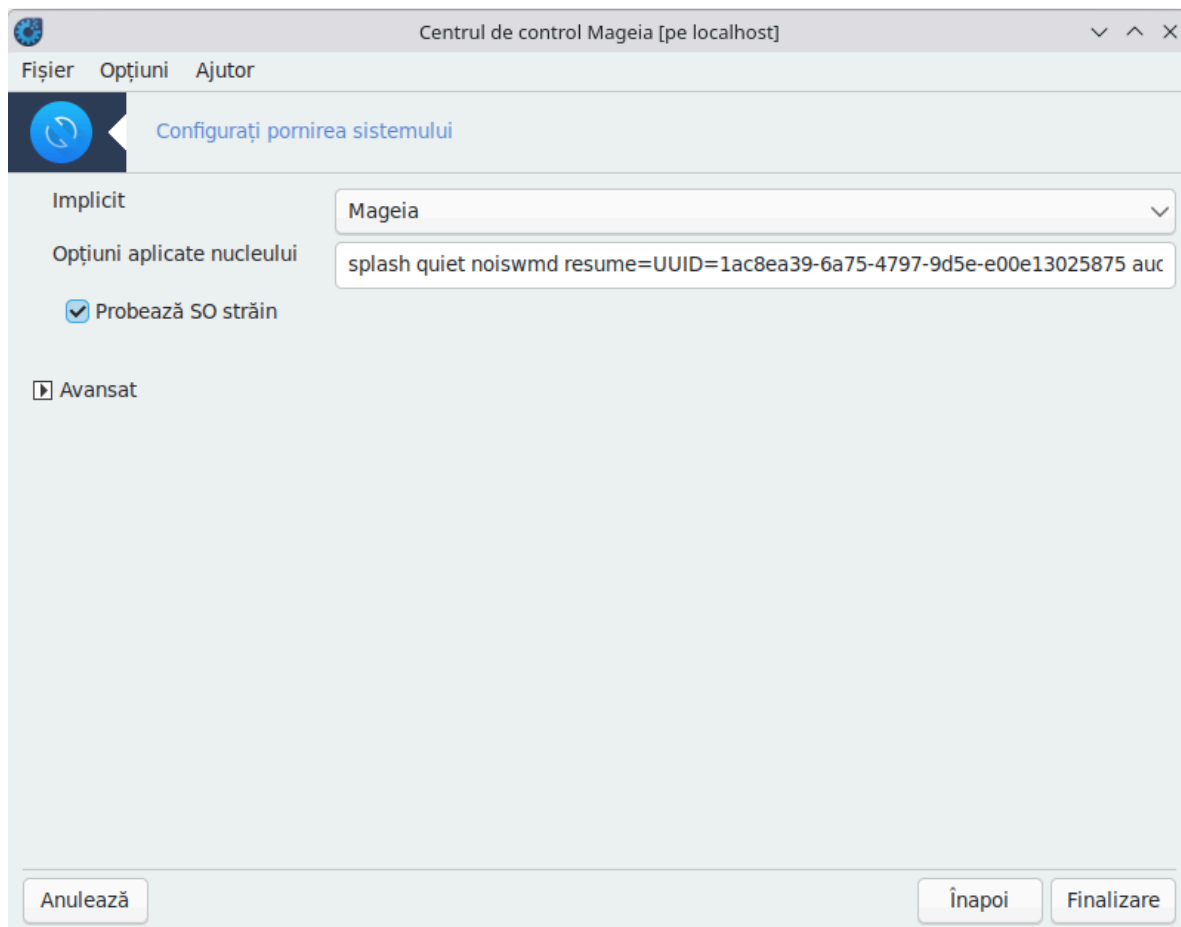 Centrul de control Mageia [pe localhost]
Fișier Opțiuni Ajutor
Configurați pornirea sistemului
Implicit
Mageia
Opțiuni aplicate nucleului
splash quiet noiswmd resume=UUID=1ac8ea39-6a75-4797-9d5e-e00e13025875 auc
Probează SO străin
Avansat
Anulează
Înapoi
Finalizare